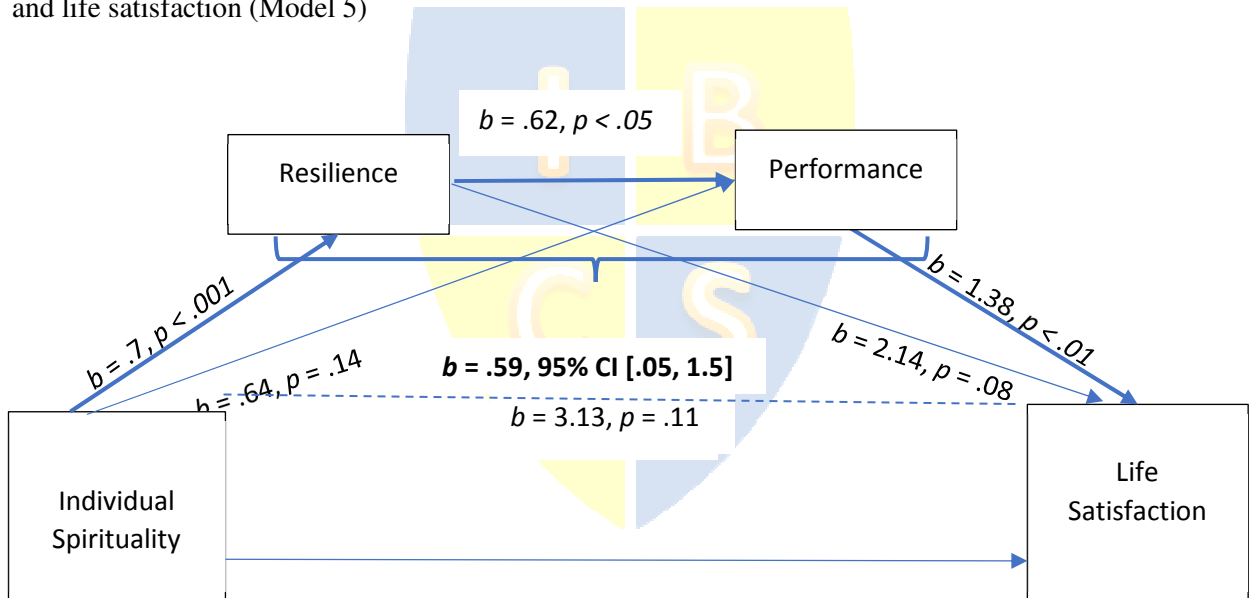 and life satisfaction (Model 5)
I B
C S
b = .62, p < .05
Resilience
Performance
b = .7, p < .001
b = .64, p = .14
b = .59, 95% CI [.05, 1.5]
b = 3.13, p = .11
b = 2.14, p = .08
b = 1.38, p <.01
Individual
Spirituality
Life
Satisfaction